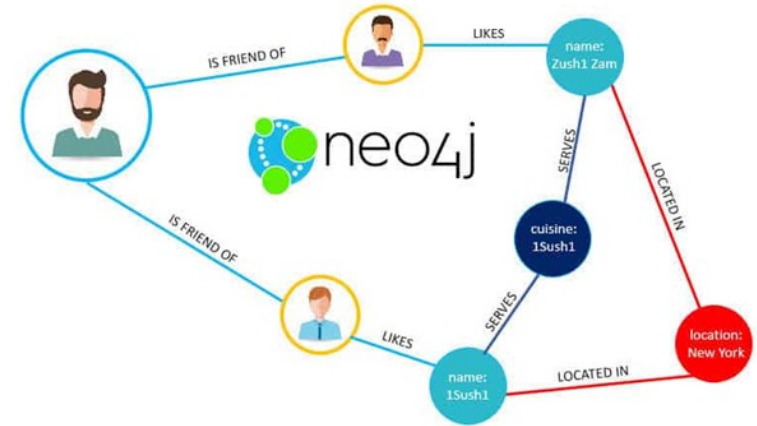 IS FRIEND OF
LIKES
name:
Zush1 Zam
neo4j
SERVES
LOCATED IN
cuisine:
1Sush1
IS FRIEND OF
SERVES
LIKES
location:
New York
name:
1Sush1
LOCATED IN